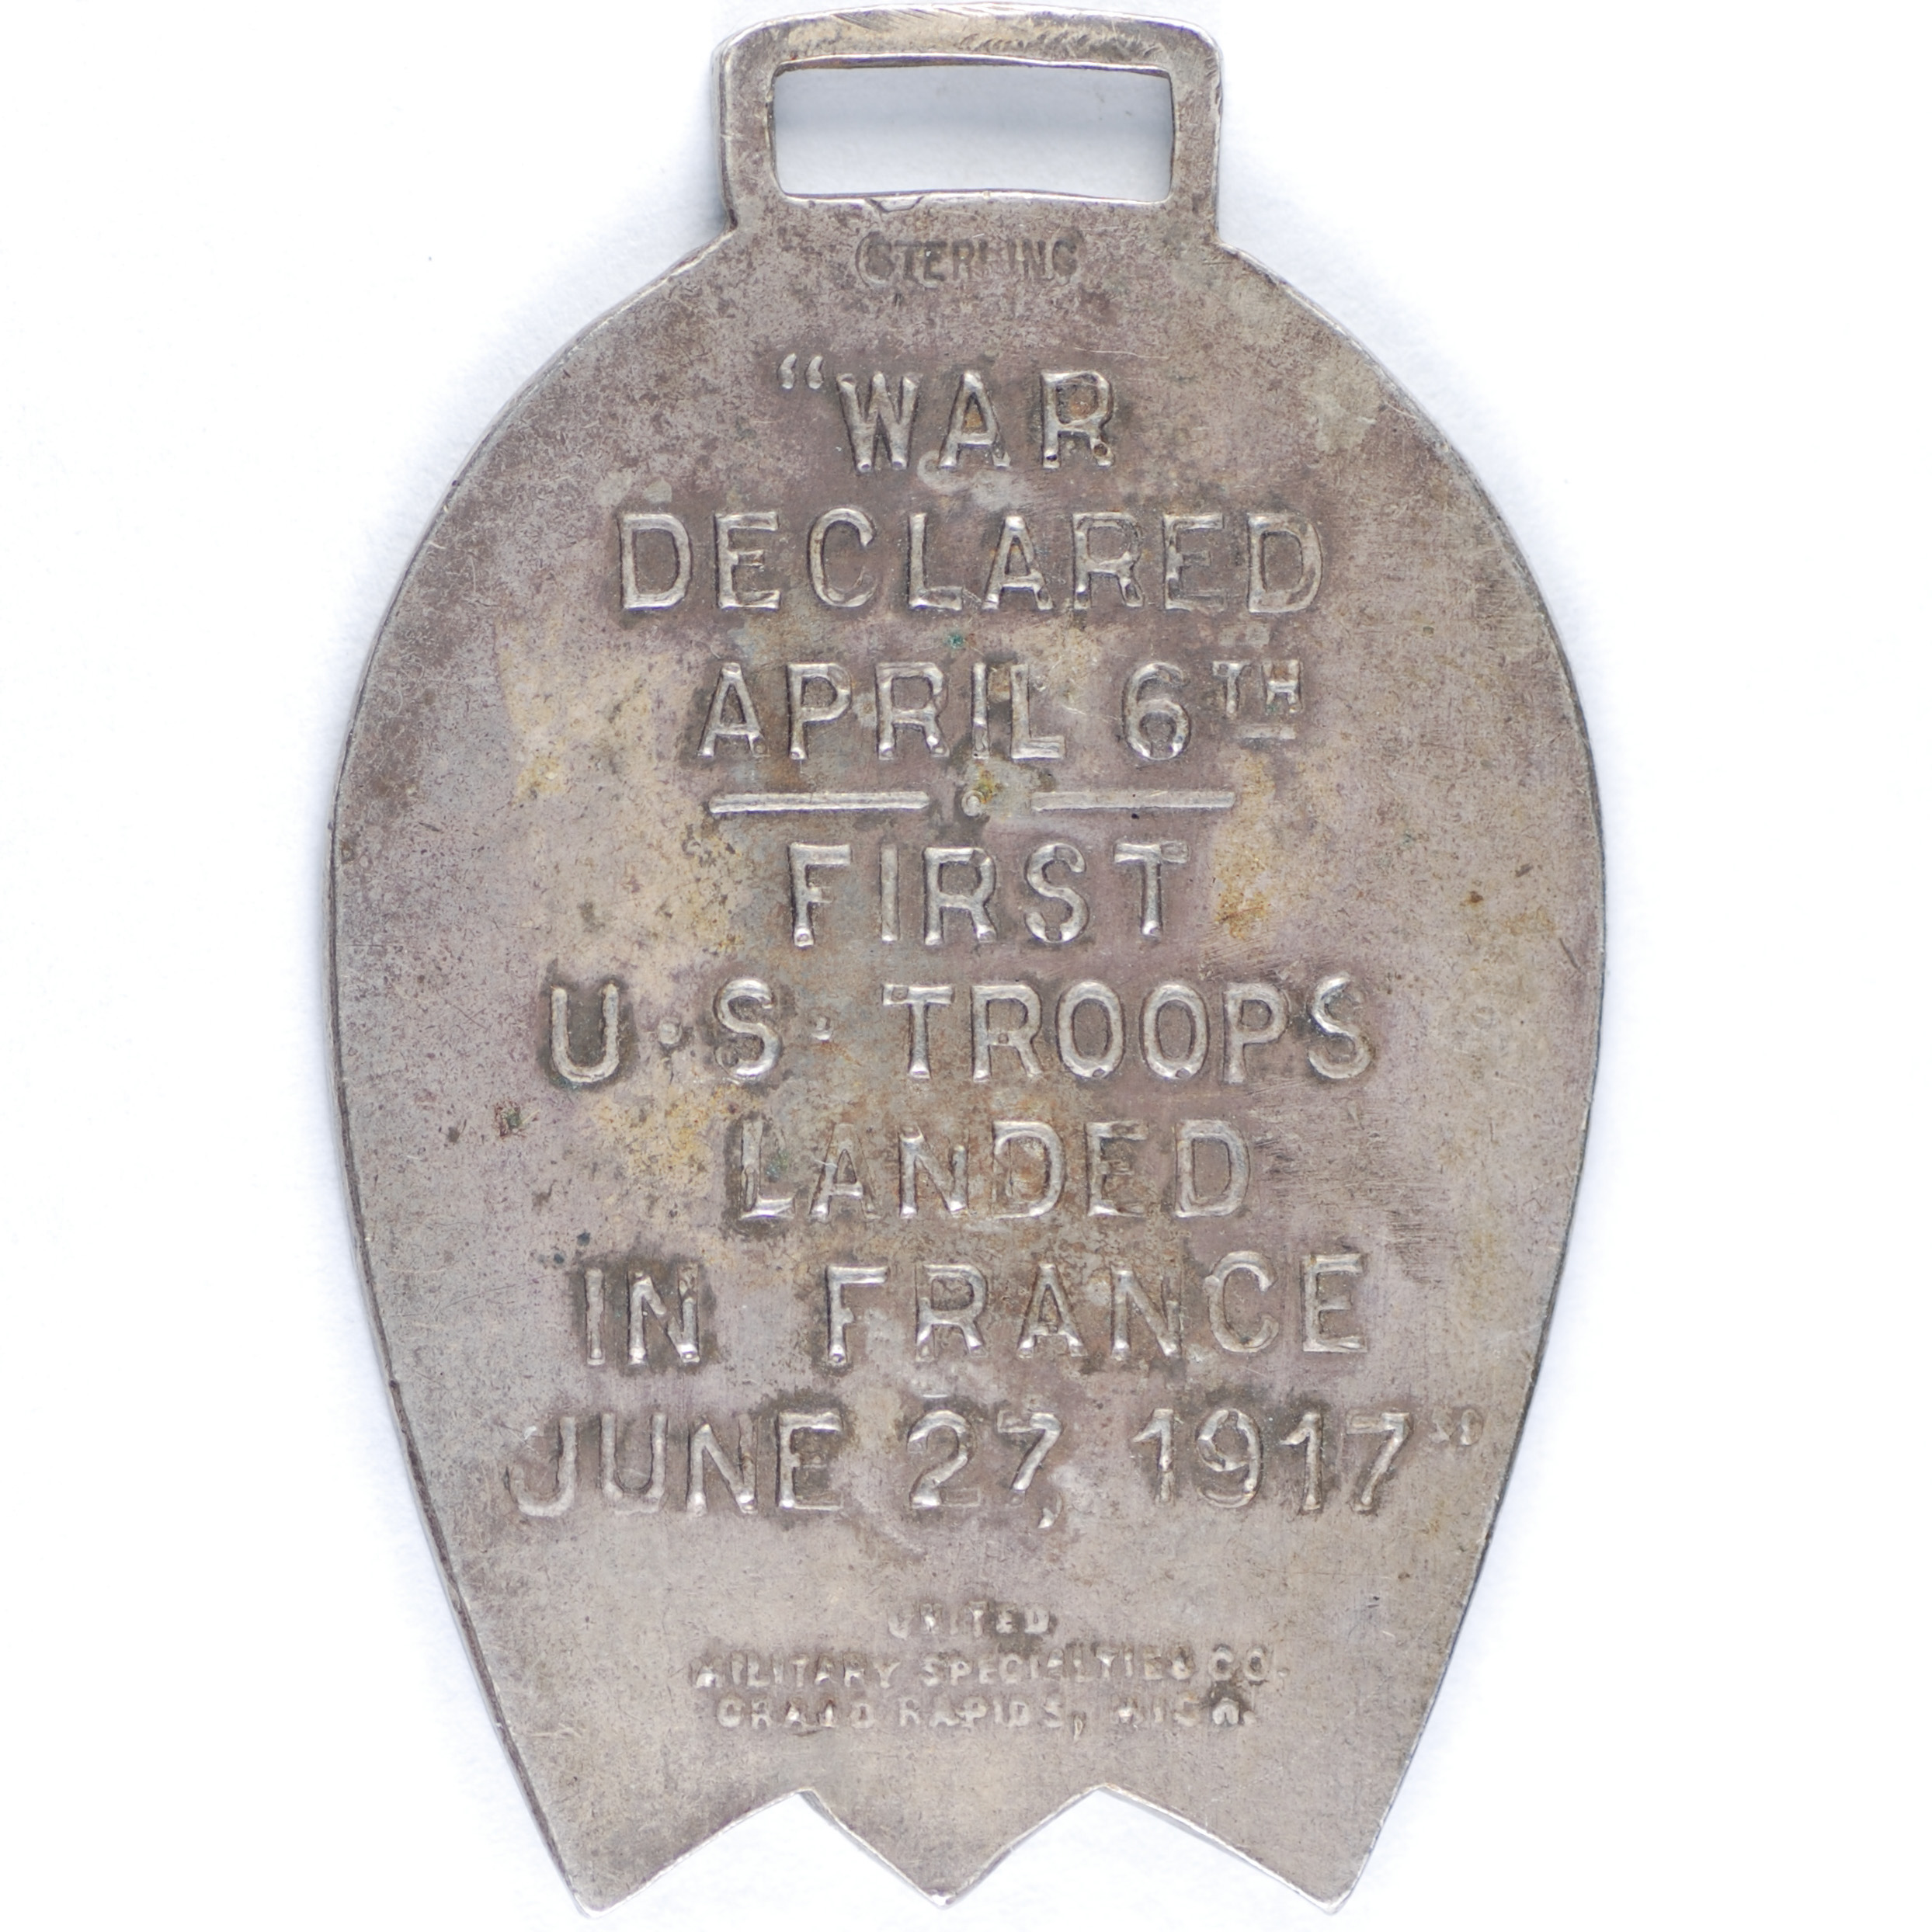 STERLING
“WAR
DECLARED
APRIL 6TH
FIRST
U·S· TROOPS
LANDED
IN FRANCE
JUNE 27, 1917”
UNITED
MILITARY SPECIALTIES CO.
GRAND RAPIDS, MICH.